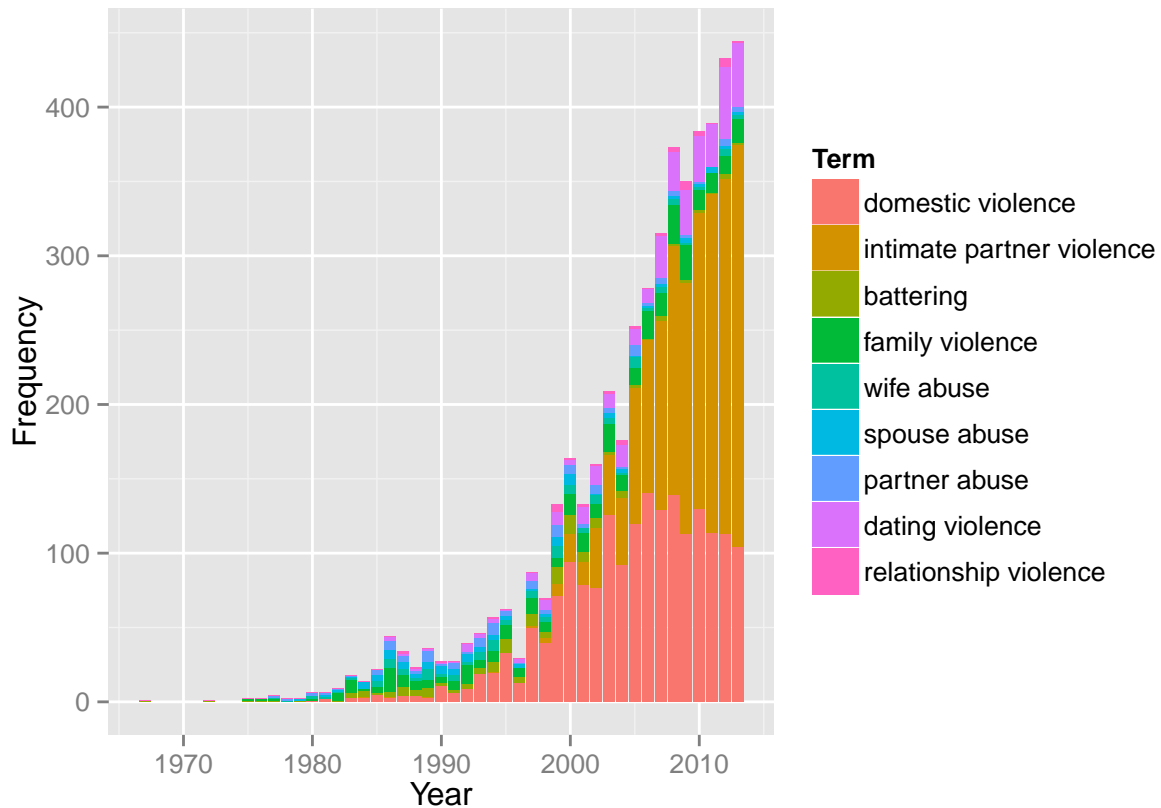 Frequency
400
300
200
100
0
1970
1980
1990
2000
2010
Year
Term
domestic violence
intimate partner violence
battering
family violence
wife abuse
spouse abuse
partner abuse
dating violence
relationship violence